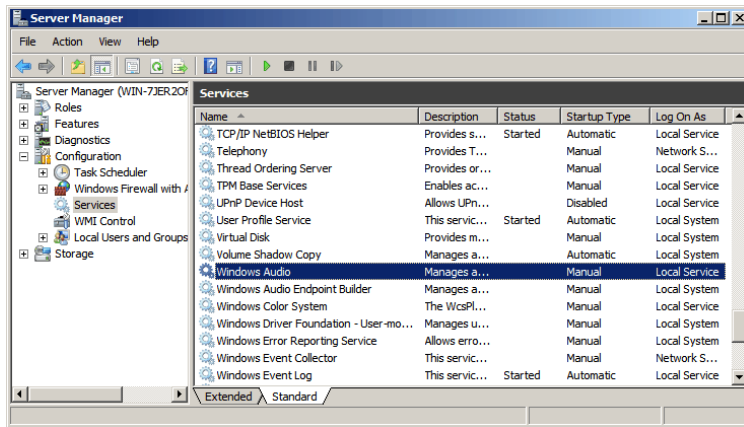 Server Manager
File Action View Help
Server Manager (WIN-7JER2OF
Roles
Features
Diagnostics
Configuration
Task Scheduler
Windows Firewall with A
Services
WMI Control
Local Users and Groups
Storage
Services
Name Description Status Startup Type Log On As
TCP/IP NetBIOS Helper Provides s... Started Automatic Local Service
Telephony Provides T... Manual Network S...
Thread Ordering Server Provides or... Manual Local Service
TPM Base Services Enables ac... Manual Local Service
UPnP Device Host Allows UPn... Disabled Local Service
User Profile Service This servic... Started Automatic Local System
Virtual Disk Provides m... Manual Local System
Volume Shadow Copy Manages a... Automatic Local System
Windows Audio Manages a... Manual Local Service
Windows Audio Endpoint Builder Manages a... Manual Local System
Windows Color System The WcsPl... Manual Local Service
Windows Driver Foundation - User-mo... Manages u... Manual Local System
Windows Error Reporting Service Allows erro... Manual Local System
Windows Event Collector This servic... Manual Network S...
Windows Event Log This servic... Started Automatic Local Service
Extended Standard